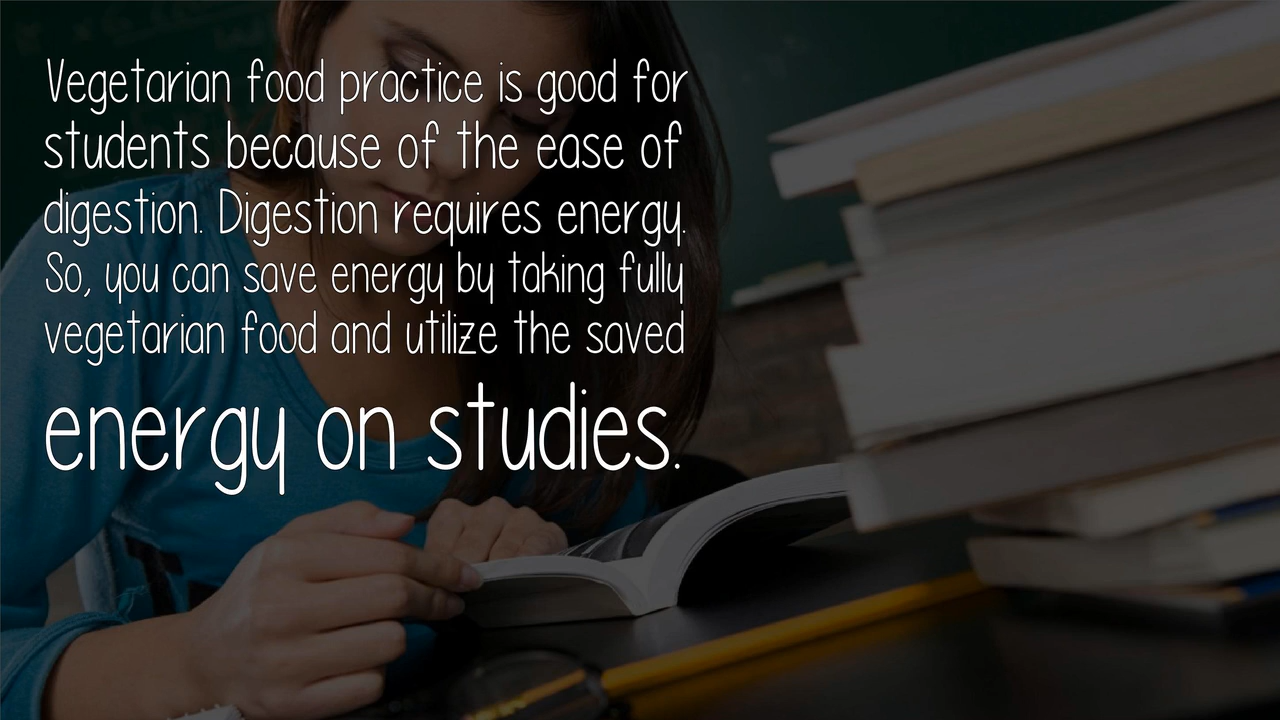 Vegetarian food practice is good for
students because of the ease of
digestion. Digestion requires energy.
So, you can save energy by taking fully
vegetarian food and utilize the saved
energy on studies.